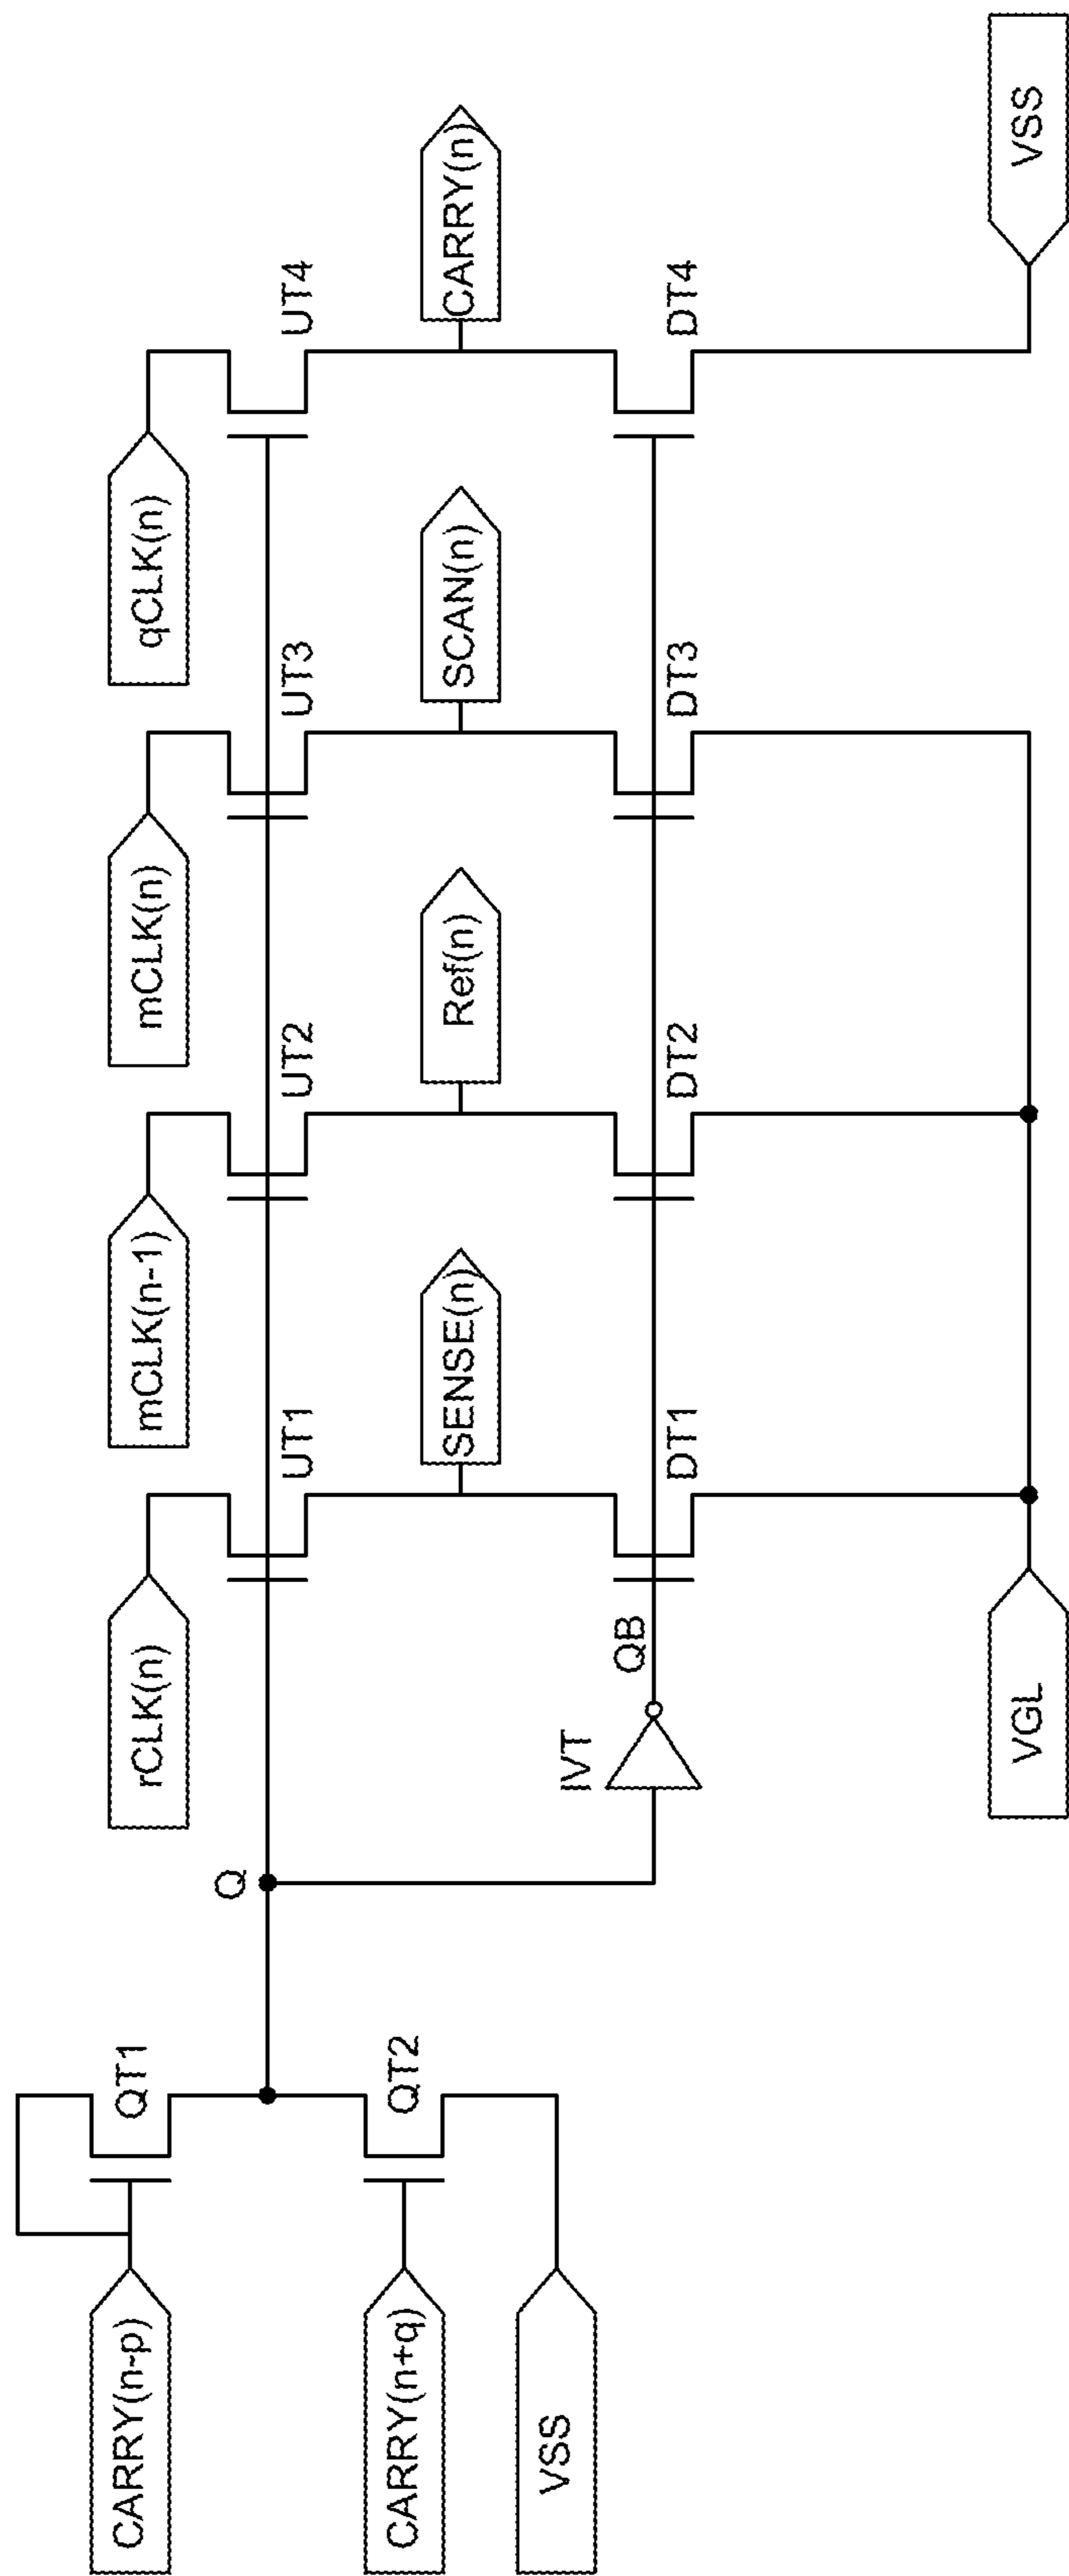 CARRY(n-p)
QT1
CARRY(n+q)
QT2
VSS
Q
IVT
QB
rCLK(n)
UT1
SENSE(n)
DT1
VGL
mCLK(n-1)
UT2
Ref(n)
DT2
mCLK(n)
UT3
SCAN(n)
DT3
qCLK(n)
UT4
CARRY(n)
DT4
VSS